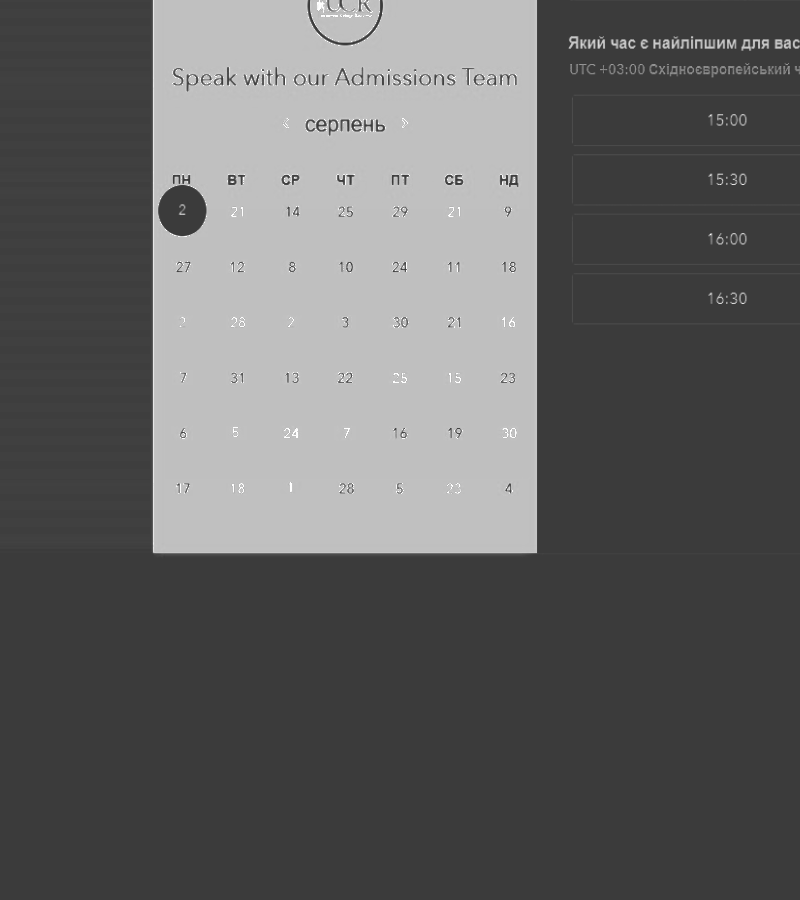 UCR
Speak with our Admissions Team
серпень
ПН ВТ СР ЧТ ПТ СБ НД
2 21 14 25 29 21 9
27 12 8 10 24 11 18
2 28 2 3 30 21 16
7 31 13 22 25 15 23
6 5 24 7 16 19 30
17 18 1 28 5 23 4
Який час є найліпшим для вас
UTC +03:00 Східноєвропейський ч
15:00
15:30
16:00
16:30